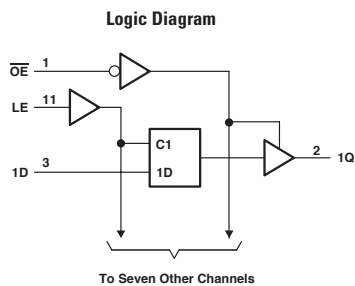 Logic Diagram
OE 1
LE 11
C1
1D 3
1D
2 1Q
To Seven Other Channels